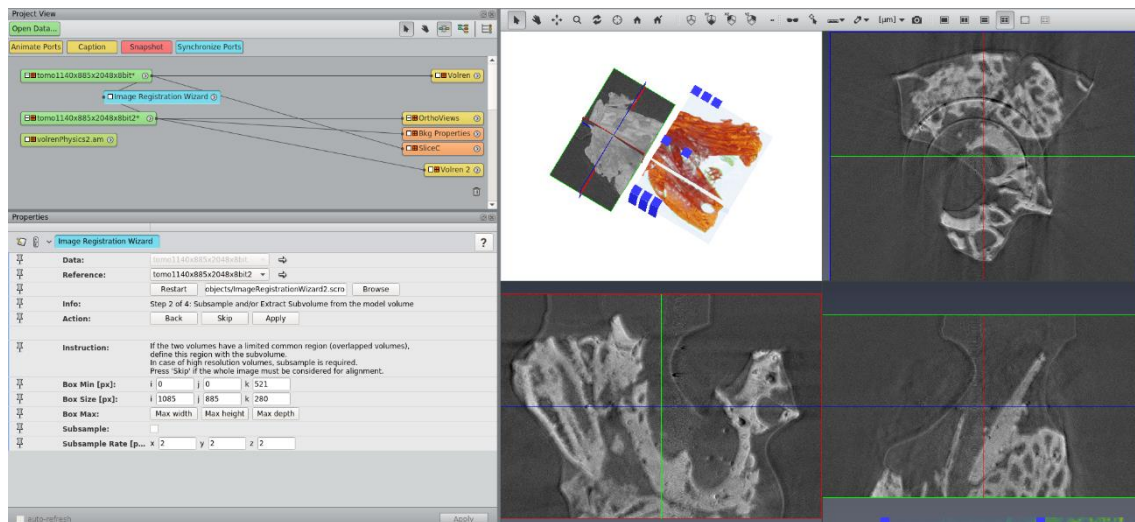 Project View
Open Data...
Animate Ports Caption Snapshot Synchronize Ports
[µm]
tomo1140x885x2048x8bit*
Volren
Image Registration Wizard
tomo1140x885x2048x8bit2*
OrthoViews
volrenPhysics2.am
Bkg Properties
SliceC
Volren 2
Properties
Image Registration Wizard
?
Data: tomo1140x885x2048x8bit
Reference: tomo1140x885x2048x8bit2
Restart objects/ImageRegistrationWizard2.scro Browse
Info: Step 2 of 4: Subsample and/or Extract Subvolume from the model volume
Action: Back Skip Apply
Instruction: If the two volumes have a limited common region (overlapped volumes),
define this region with the subvolume.
In case of high resolution volumes, subsample is required.
Press 'Skip' if the whole image must be considered for alignment.
Box Min [px]: i 0 j 0 k 521
Box Size [px]: i 1085 j 885 k 280
Box Max: Max width Max height Max depth
Subsample:
Subsample Rate [p... x 2 y 2 z 2
auto-refresh Apply